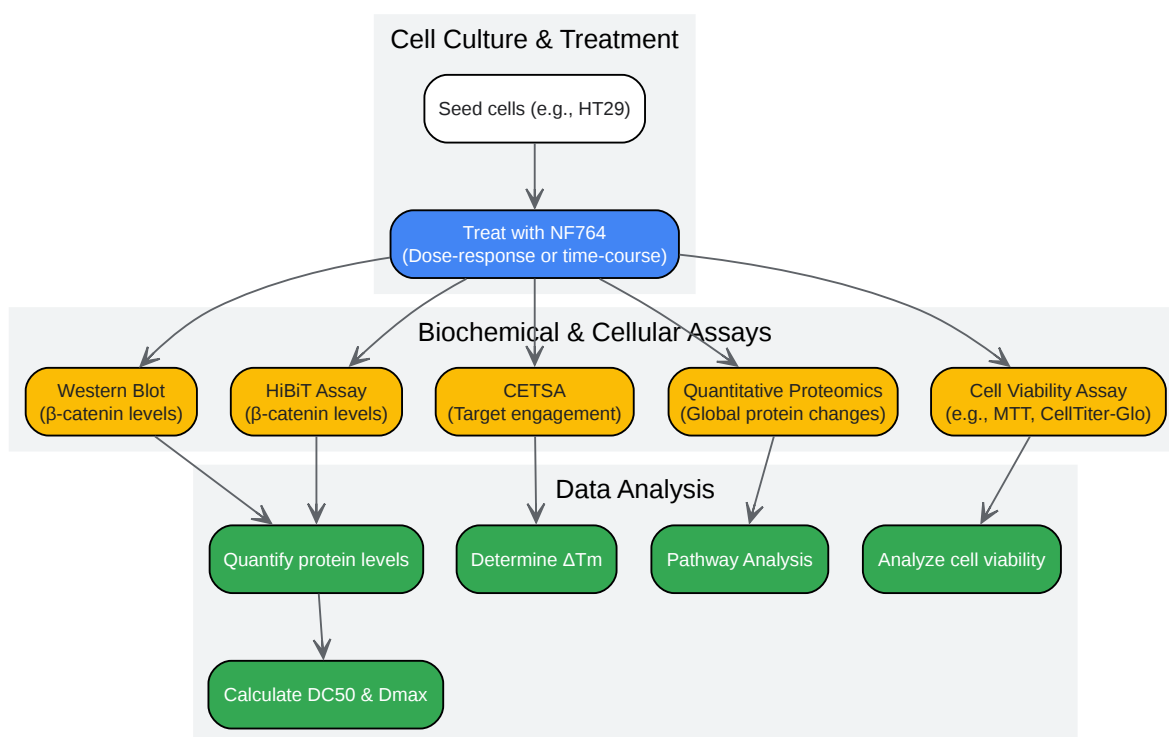 Cell Culture & Treatment
Seed cells (e.g., HT29)
Treat with NF764
(Dose-response or time-course)
Biochemical & Cellular Assays
Western Blot
(β-catenin levels)
HiBiT Assay
(β-catenin levels)
CETSA
(Target engagement)
Quantitative Proteomics
(Global protein changes)
Cell Viability Assay
(e.g., MTT, CellTiter-Glo)
Data Analysis
Quantify protein levels
Determine ΔTm
Pathway Analysis
Analyze cell viability
Calculate DC50 & Dmax